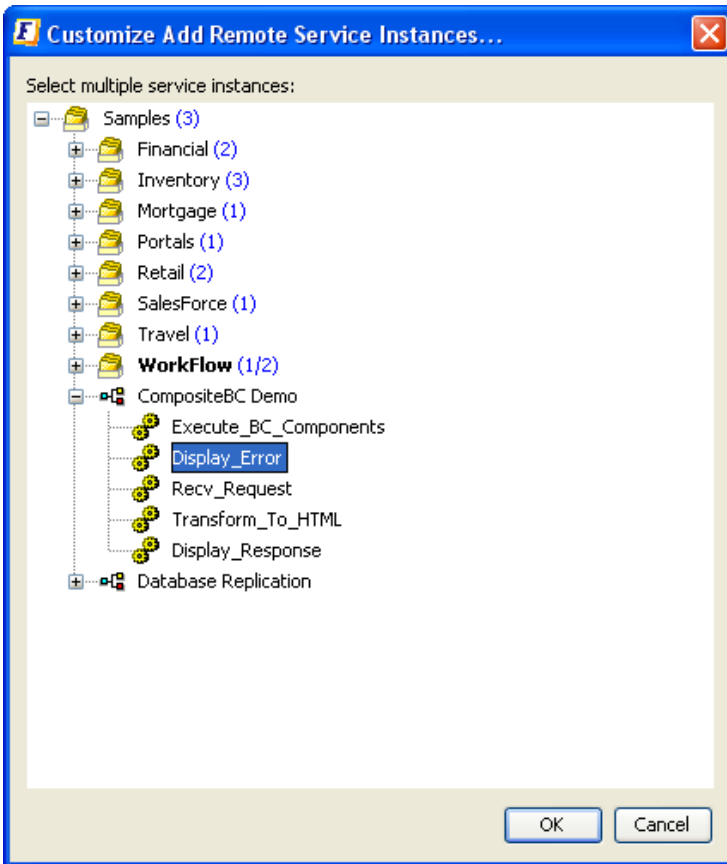 Customize Add Remote Service Instances...
Select multiple service instances:
Samples (3)
Financial (2)
Inventory (3)
Mortgage (1)
Portals (1)
Retail (2)
SalesForce (1)
Travel (1)
WorkFlow (1/2)
CompositeBC Demo
Execute_BC_Components
Display_Error
Recv_Request
Transform_To_HTML
Display_Response
Database Replication
OK Cancel